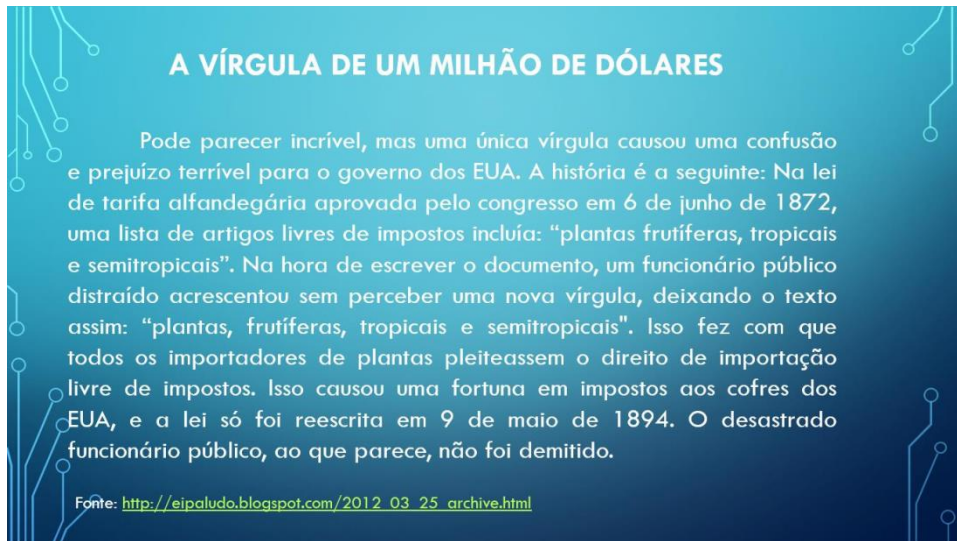 A VÍRGULA DE UM MILHÃO DE DÓLARES
Pode parecer incrível, mas uma única vírgula causou uma confusão
e prejuízo terrível para o governo dos EUA. A história é a seguinte: Na lei
de tarifa alfandegária aprovada pelo congresso em 6 de junho de 1872,
uma lista de artigos livres de impostos incluía: “plantas frutíferas, tropicais
e semitropicais”. Na hora de escrever o documento, um funcionário público
distraído acrescentou sem perceber uma nova vírgula, deixando o texto
assim: “plantas, frutíferas, tropicais e semitropicais". Isso fez com que
todos os importadores de plantas pleiteassem o direito de importação
livre de impostos. Isso causou uma fortuna em impostos aos cofres dos
EUA, e a lei só foi reescrita em 9 de maio de 1894. O desastrado
funcionário público, ao que parece, não foi demitido.
Fonte: http://eipaludo.blogspot.com/2012_03_25_archive.html